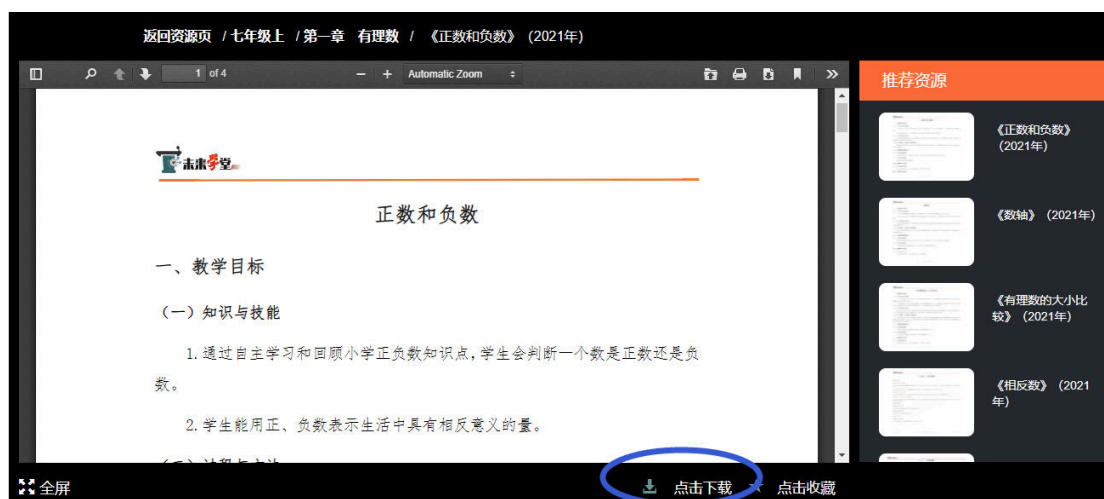 返回资源页 / 七年级上 / 第一章 有理数 / 《正数和负数》（2021年）
1 of 4
Automatic Zoom
未来学堂
正数和负数
一、教学目标
（一）知识与技能
1.通过自主学习和回顾小学正负数知识点,学生会判断一个数是正数还是负
数。
2.学生能用正、负数表示生活中具有相反意义的量。
推荐资源
《正数和负数》
（2021年）
《数轴》（2021年）
《有理数的大小比
较》（2021年）
《相反数》（2021
年）
全屏
点击下载
点击收藏